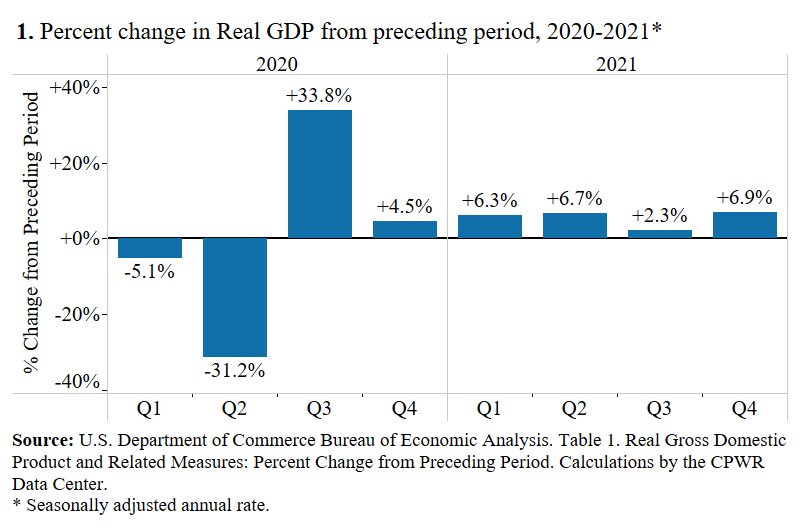 1. Percent change in Real GDP from preceding period, 2020-2021*
2020 2021
% Change from Preceding Period
+40%
+20%
+0%
-20%
-40%
-5.1%
-31.2%
+33.8%
+4.5%
+6.3%
+6.7%
+2.3%
+6.9%
Q1 Q2 Q3 Q4 Q1 Q2 Q3 Q4
Source: U.S. Department of Commerce Bureau of Economic Analysis. Table 1. Real Gross Domestic
Product and Related Measures: Percent Change from Preceding Period. Calculations by the CPWR
Data Center.
* Seasonally adjusted annual rate.